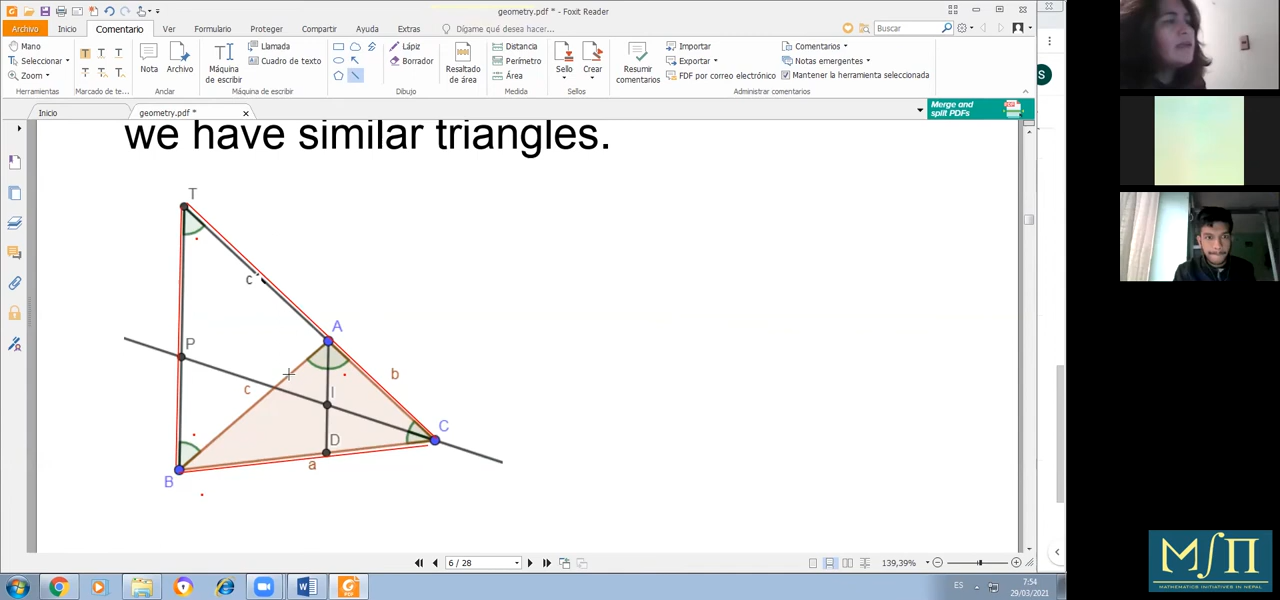 geometry.pdf * - Foxit Reader
Archivo Inicio Comentario Ver Formulario Proteger Compartir Ayuda Extras Dígame qué desea hacer... Buscar
Mano
Seleccionar
Zoom
Herramientas
Marcado de te...
Nota
Archivo
Anclar
Máquina
de escribir
Llamada
Cuadro de texto
Máquina de escribir
Lápiz
Borrador
Dibujo
Resaltado
de área
Distancia
Perímetro
Área
Medida
Sello
Crear
Sellos
Resumir
comentarios
Importar
Exportar
FDF por correo electrónico
Comentarios
Notas emergentes
Mantener la herramienta seleccionada
Administrar comentarios
Inicio
geometry.pdf *
Merge and
split PDFs
S
we have similar triangles.
T
c
A
P
b
c
I
C
D
a
B
6 / 28
139,39%
ES
7:54
29/03/2021
M∫Π
MATHEMATICS INITIATIVES IN NEPAL